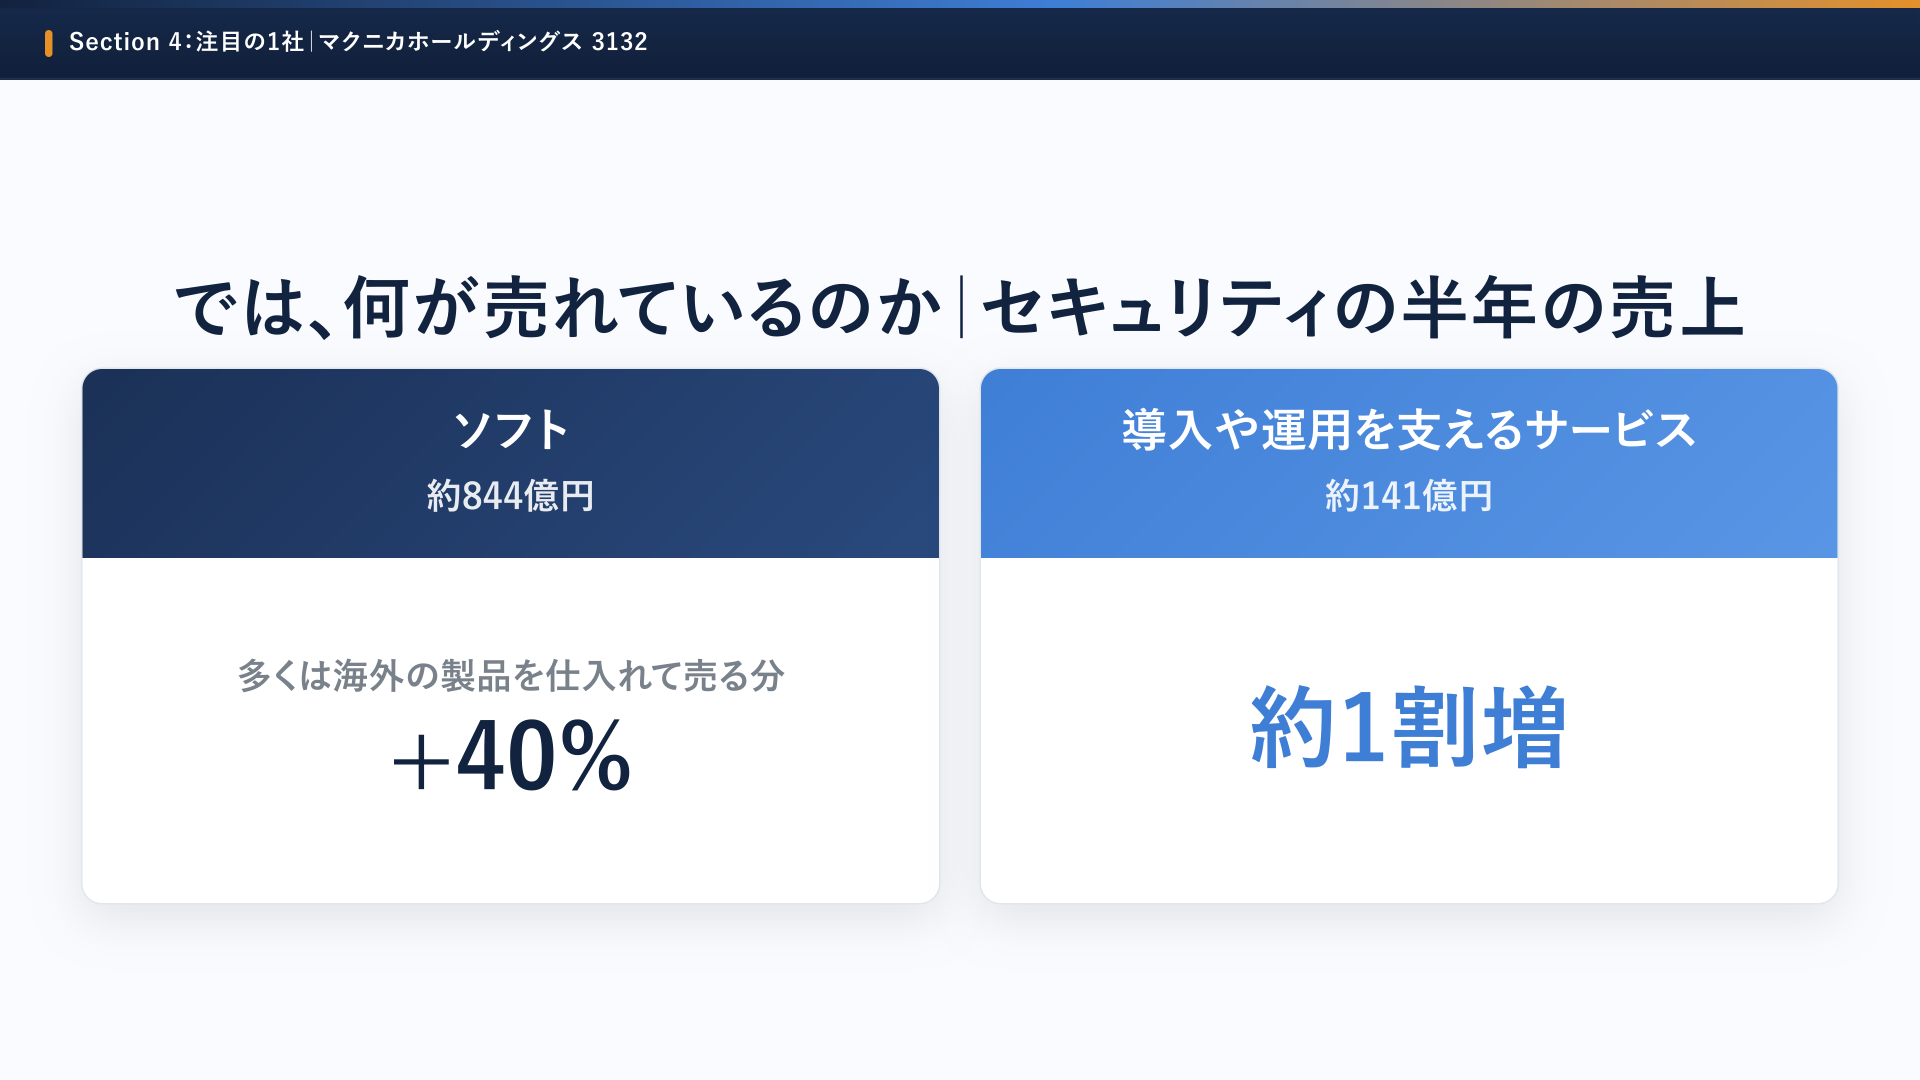 Section 4：注目の1社｜マクニカホールディングス 3132
では、何が売れているのか｜セキュリティの半年の売上
ソフト
約844億円
多くは海外の製品を仕入れて売る分
+40%
導入や運用を支えるサービス
約141億円
約1割増